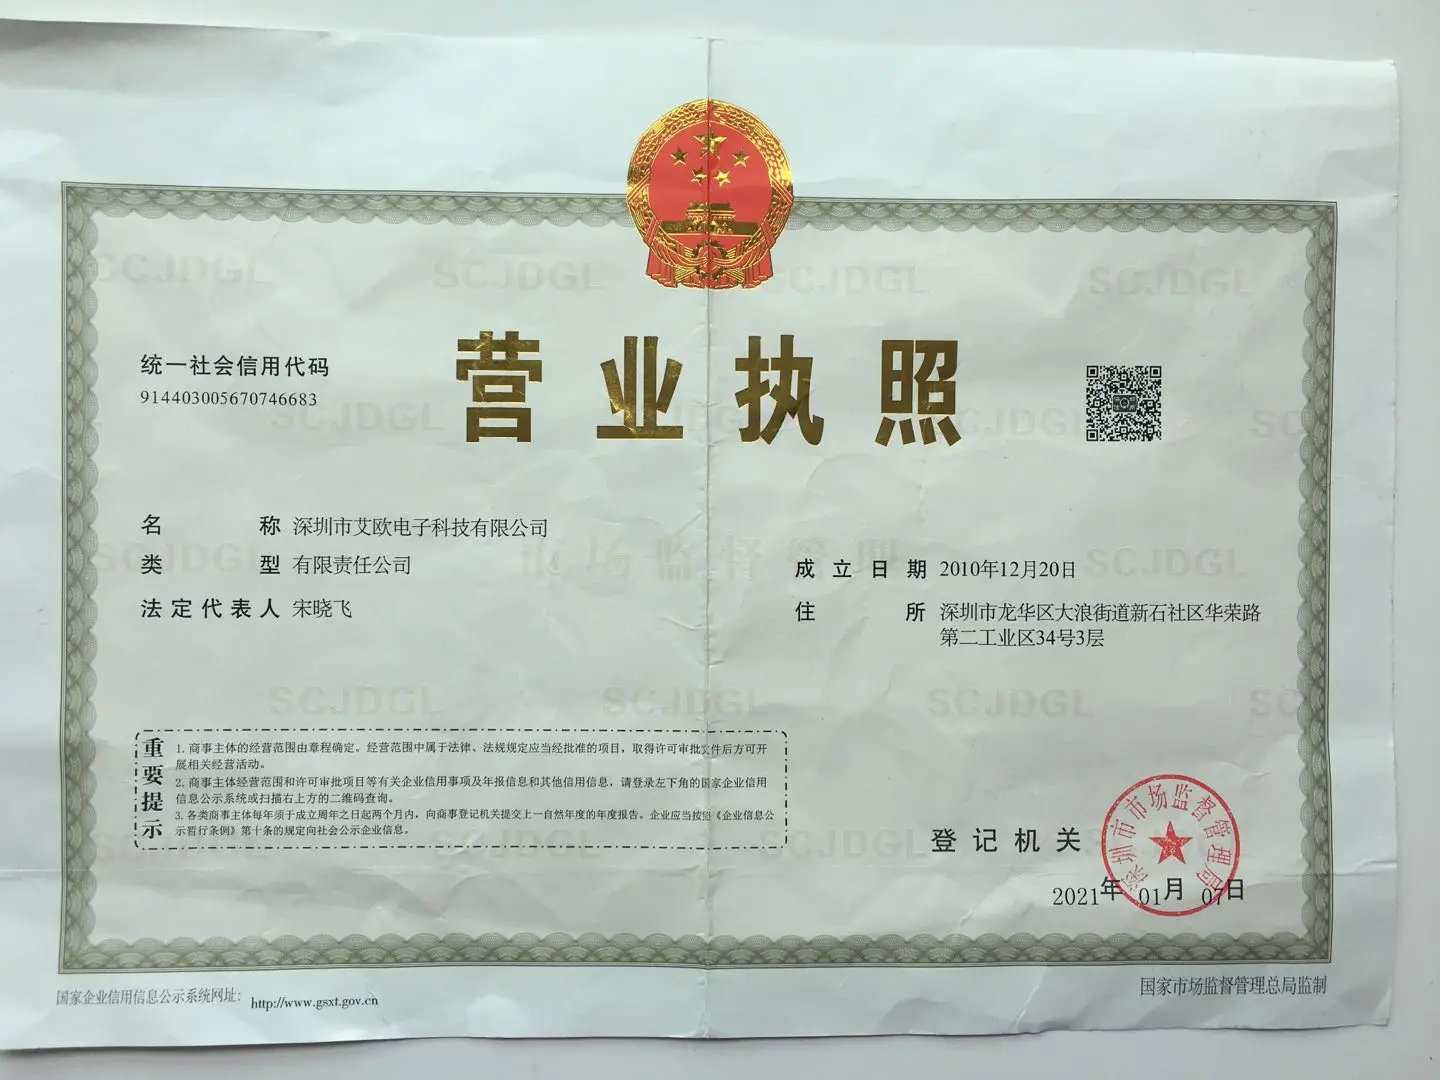 营业执照
统一社会信用代码
914403005670746683
名称 深圳市艾欧电子科技有限公司
类型 有限责任公司
法定代表人 宋晓飞
成立日期 2010年12月20日
住所 深圳市龙华区大浪街道新石社区华荣路
第二工业区34号3层
重要提示
1. 商事主体的经营范围由章程确定。经营范围中属于法律、法规规定应当经批准的项目，取得许可审批文件后方可开
展相关经营活动。
2. 商事主体经营范围和许可审批项目等有关企业信用事项及年报信息和其他信用信息，请登录左下角的国家企业信用
信息公示系统或扫描右上方的二维码查询。
3. 各类商事主体每年须于成立周年之日起两个月内，向商事登记机关提交上一自然年度的年度报告。企业应当按照《企业信息公
示暂行条例》第十条的规定向社会公示企业信息。
登记机关
深圳市市场监督管理局
2021年01月07日
国家企业信用信息公示系统网址：http://www.gsxt.gov.cn
国家市场监督管理总局监制
SCJDGL
市场监督管理